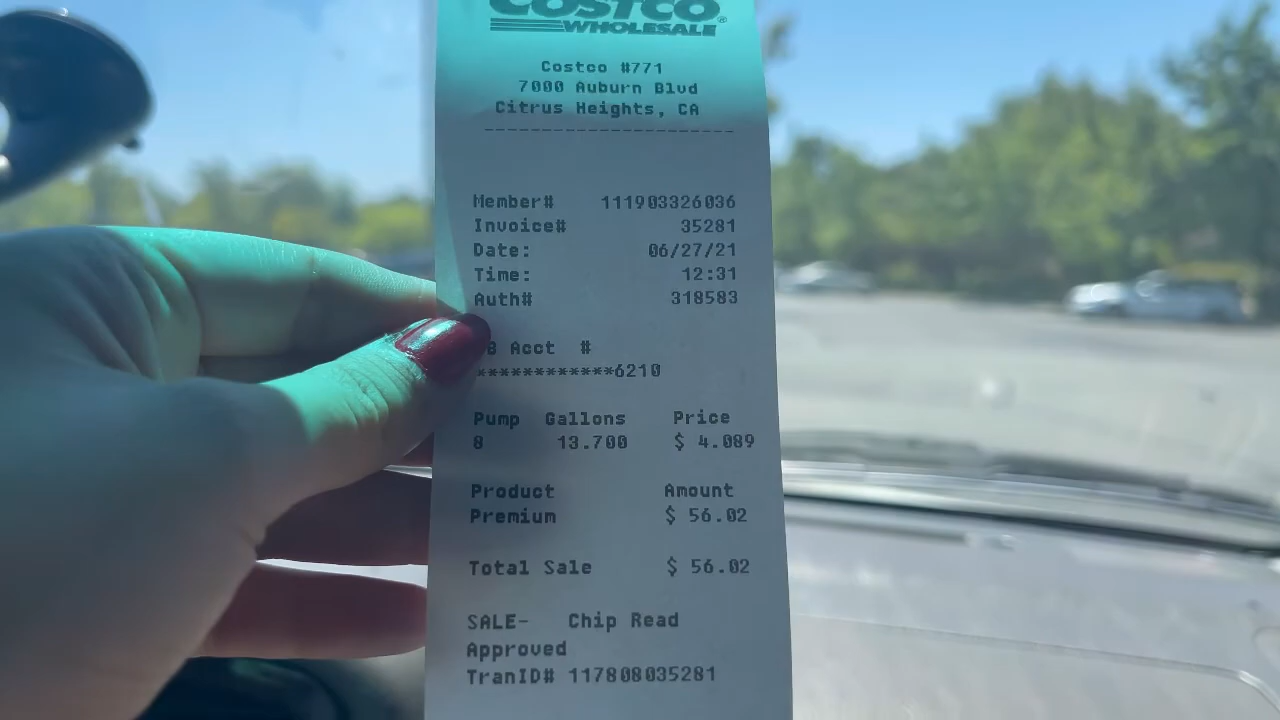 COSTCO
WHOLESALE®
Costco #771
7000 Auburn Blvd
Citrus Heights, CA
------------------------
Member# 111903326036
Invoice# 35281
Date: 06/27/21
Time: 12:31
Auth# 318583
Acct #
************6210
Pump Gallons Price
8 13.700 $ 4.089
Product Amount
Premium $ 56.02
Total Sale $ 56.02
SALE- Chip Read
Approved
TranID# 117808035281